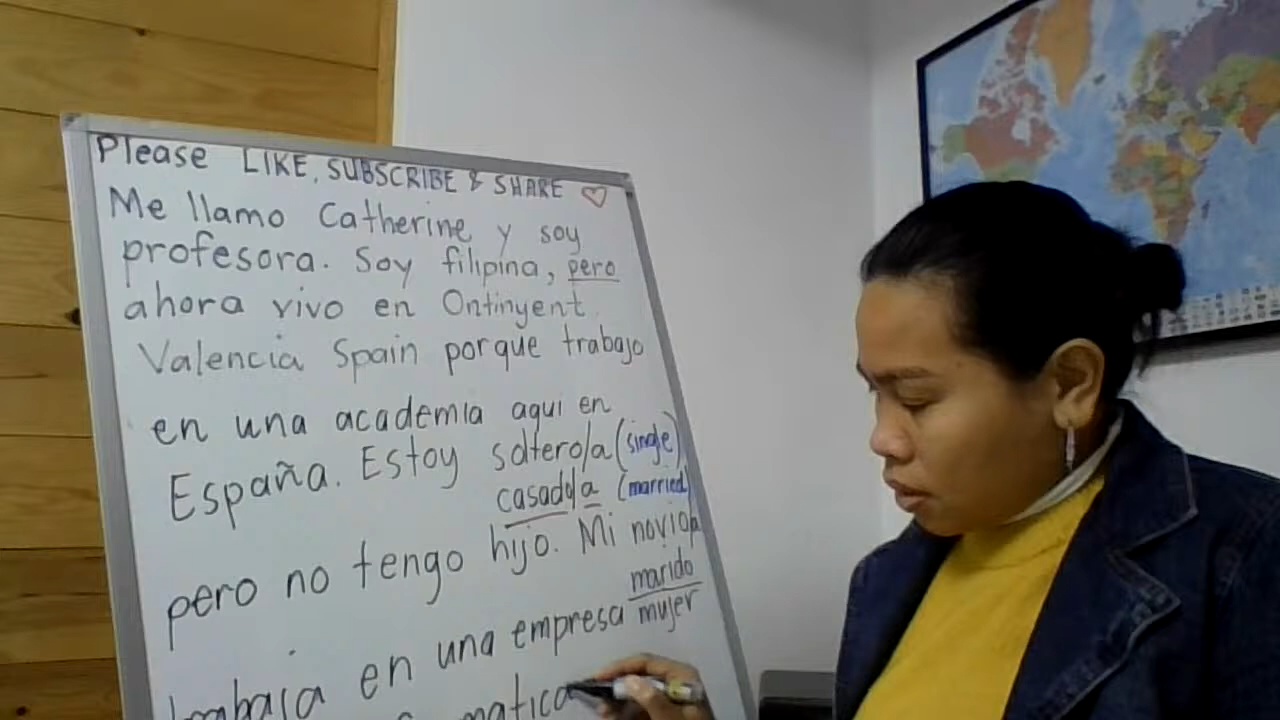 Please LIKE, SUBSCRIBE & SHARE ♡
Me llamo Catherine y soy
profesora. Soy filipina, pero
ahora vivo en Ontinyent
Valencia Spain porque trabajo
en una academia aqui en
España. Estoy soltero/a (single)
casado/a (married)
pero no tengo hijo. Mi novio/a
marido
mujer
trabaja en una empresa